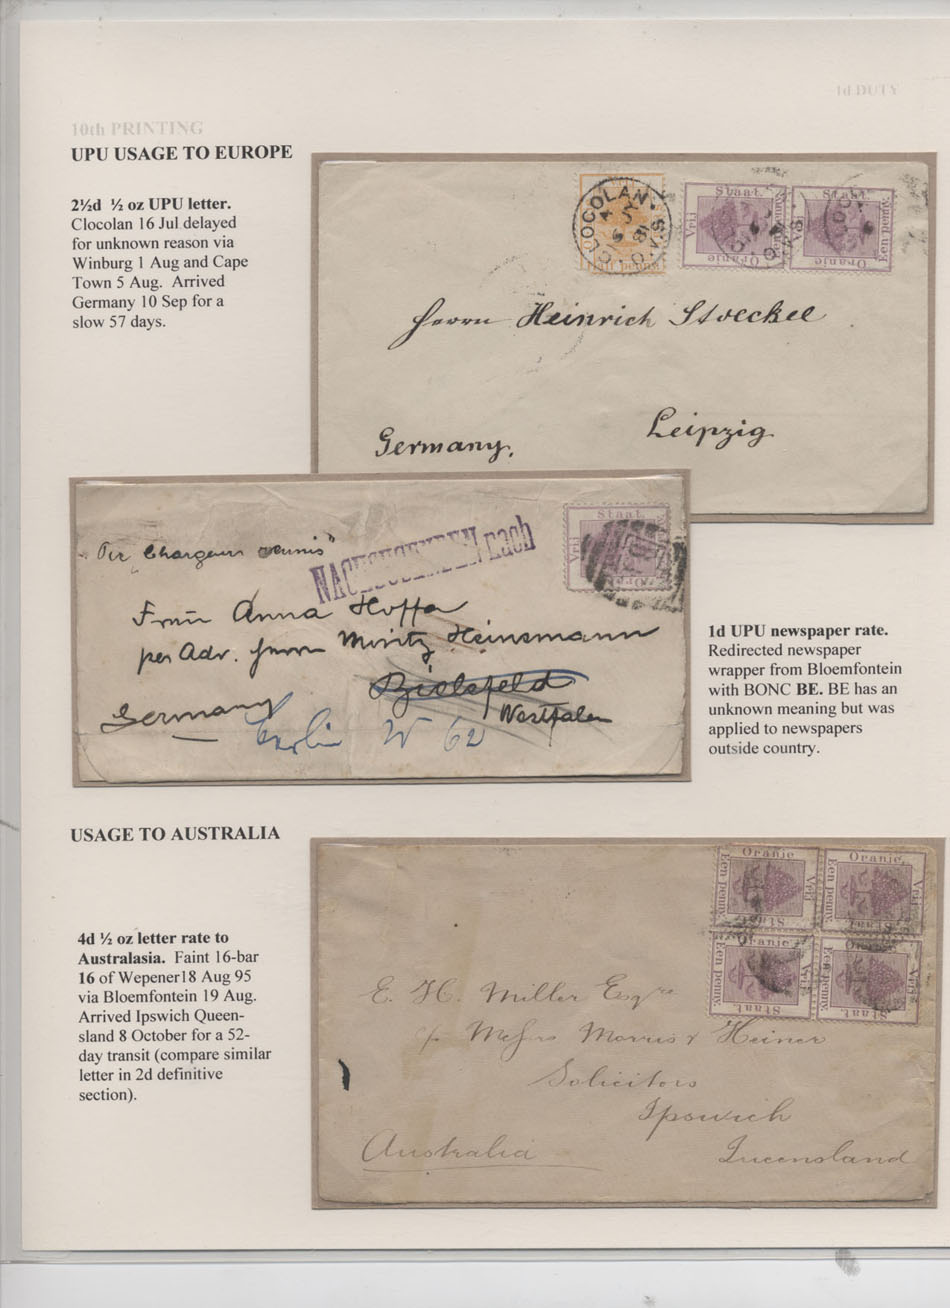 1d DUTY
10th PRINTING
UPU USAGE TO EUROPE
2½d ½ oz UPU letter.
Clocolan 16 Jul delayed
for unknown reason via
Winburg 1 Aug and Cape
Town 5 Aug. Arrived
Germany 10 Sep for a
slow 57 days.
CLOCOLAN
O.V.S.
Half penny
Vrij Staat
Oranje
Vrij Staat
Een penny
Oranje
Herrn Heinrich Stoeckel
Leipzig
Germany.
NACHZUSENDEN nach
Staat
Vrij
Per "Chargeurs
Frau Anna Hoffa
per Adr. Herrn Moritz Heinemann
Bielefeld
Westfalen
Germany
Berlin W 62
1d UPU newspaper rate.
Redirected newspaper
wrapper from Bloemfontein
with BONC BE. BE has an
unknown meaning but was
applied to newspapers
outside country.
USAGE TO AUSTRALIA
4d ½ oz letter rate to
Australasia. Faint 16-bar
16 of Wepener18 Aug 95
via Bloemfontein 19 Aug.
Arrived Ipswich Queen-
sland 8 October for a 52-
day transit (compare similar
letter in 2d definitive
section).
Oranje
Een penny
Vrij
Staat
Oranje
Een penny
Vrij
Staat
Oranje
Een penny.
Vrij
Staat.
Oranje
Een penny.
Vrij
Staat
E. H. Miller Esqre
c/o Messrs Morris & Heiner
Solicitors
Ipswich
Australia Queensland